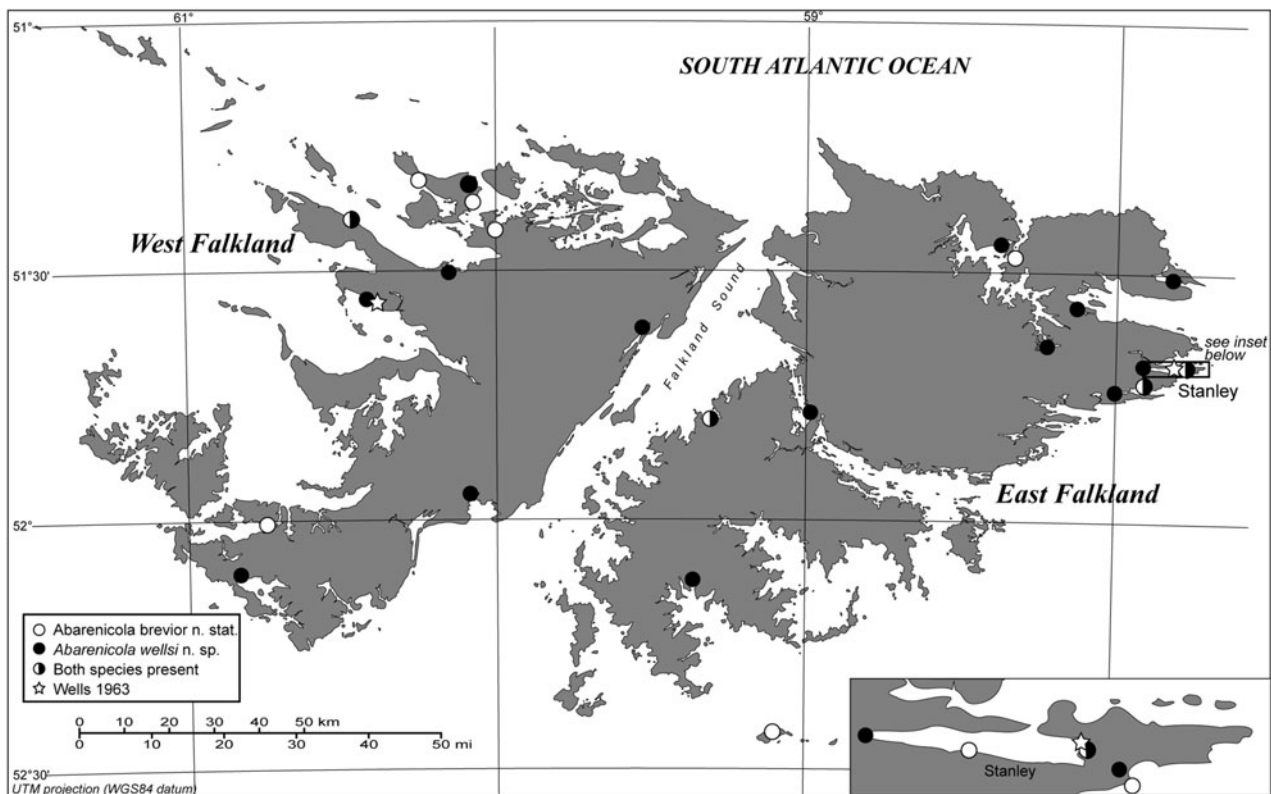 61°
59°
51°
SOUTH ATLANTIC OCEAN
West Falkland
51°30'
Falkland Sound
see inset
below
Stanley
East Falkland
52°
Abarenicola brevior n. stat.
Abarenicola wellsi n. sp.
Both species present
Wells 1963
0 10 20 30 40 50 km
0 10 20 30 40 50 mi
Stanley
52°30'
UTM projection (WGS84 datum)